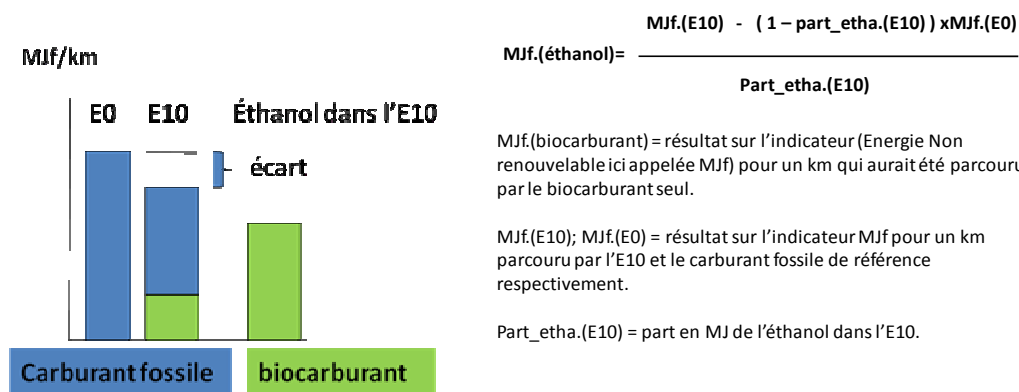 MJf/km
E0 E10 Éthanol dans l'E10
écart
Carburant fossile
biocarburant
MJf.(E10) - ( 1 – part_etha.(E10) ) xMJf.(E0)
MJf.(éthanol)=
Part_etha.(E10)
MJf.(biocarburant) = résultat sur l'indicateur (Energie Non
renouvelable ici appelée MJf) pour un km qui aurait été parcouru
par le biocarburant seul.
MJf.(E10); MJf.(E0) = résultat sur l'indicateur MJf pour un km
parcouru par l'E10 et le carburant fossile de référence
respectivement.
Part_etha.(E10) = part en MJ de l'éthanol dans l'E10.